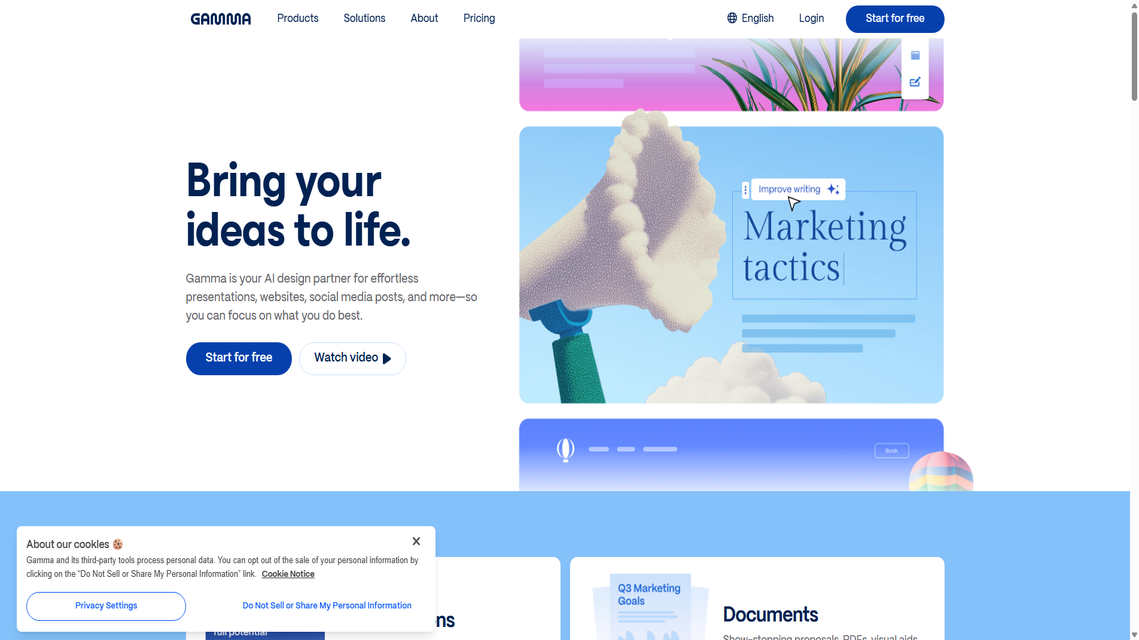 GAMMA
Products
Solutions
About
Pricing
English
Login
Start for free
Bring your
ideas to life.
Gamma is your AI design partner for effortless
presentations, websites, social media posts, and more—so
you can focus on what you do best.
Start for free
Watch video
Improve writing
Marketing
tactics
Book
About our cookies 🍪
Gamma and its third-party tools process personal data. You can opt out of the sale of your personal information by
clicking on the “Do Not Sell or Share My Personal Information” link. Cookie Notice
Privacy Settings
Do Not Sell or Share My Personal Information
ns
full potential
Q3 Marketing
Goals
Documents
Show-stopping proposals, PDFs, visual aids